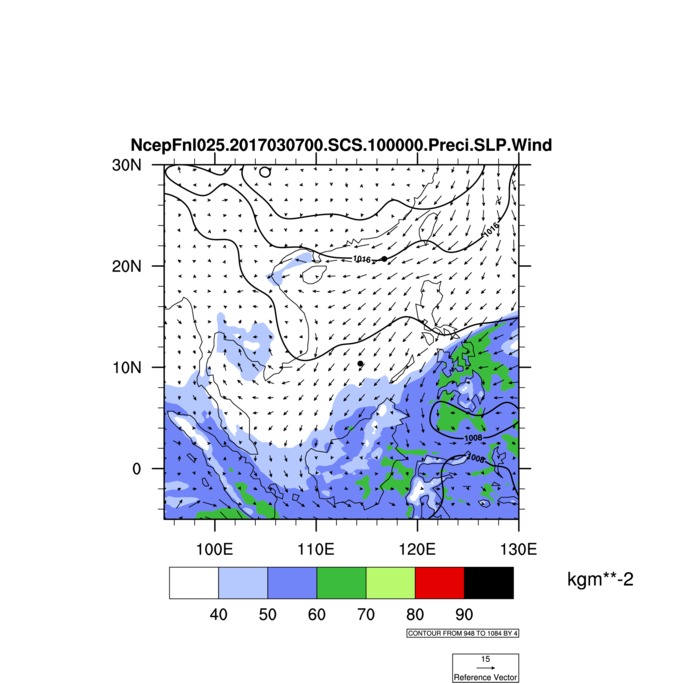 NcepFnl025.2017030700.SCS.100000.Preci.SLP.Wind
30N
1016
1016
20N
10N
1008
1008
0
100E 110E 120E 130E
kgm**-2
40 50 60 70 80 90
CONTOUR FROM 948 TO 1084 BY 4
15
Reference Vector